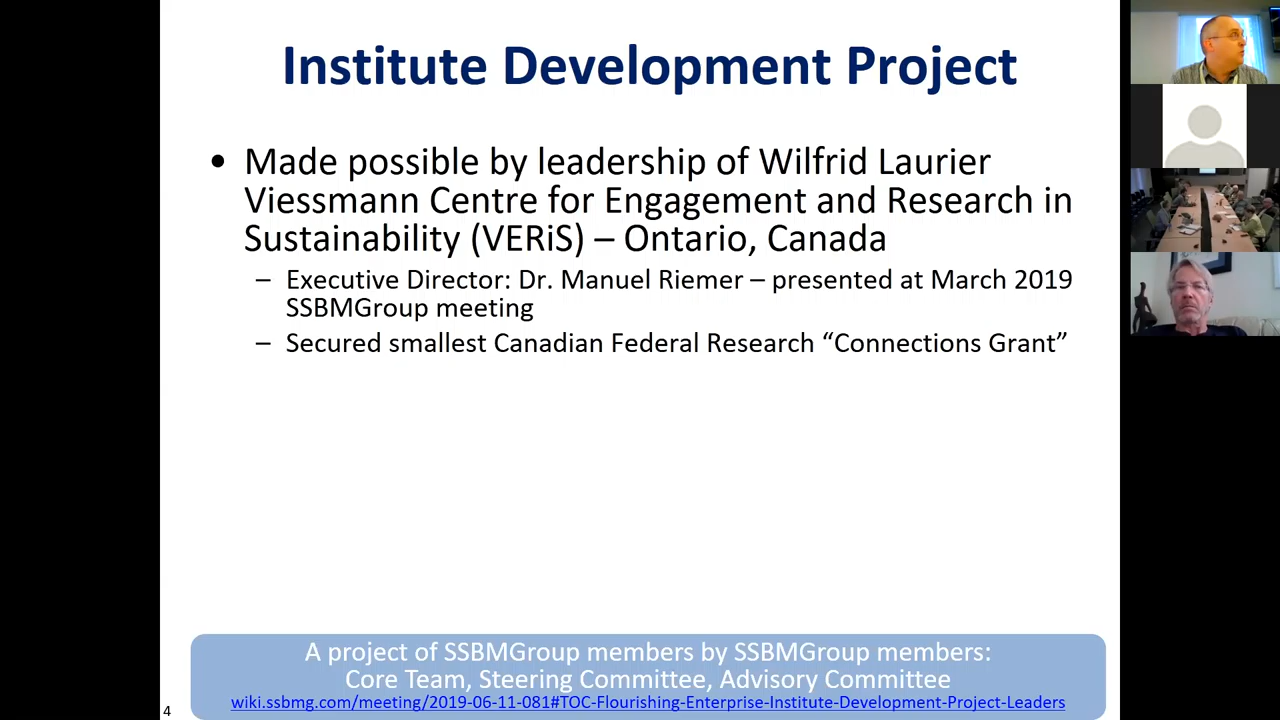 Institute Development Project
• Made possible by leadership of Wilfrid Laurier
Viessmann Centre for Engagement and Research in
Sustainability (VERiS) – Ontario, Canada
– Executive Director: Dr. Manuel Riemer – presented at March 2019
SSBMGroup meeting
– Secured smallest Canadian Federal Research “Connections Grant”
A project of SSBMGroup members by SSBMGroup members:
Core Team, Steering Committee, Advisory Committee
wiki.ssbmg.com/meeting/2019-06-11-081#TOC-Flourishing-Enterprise-Institute-Development-Project-Leaders
4